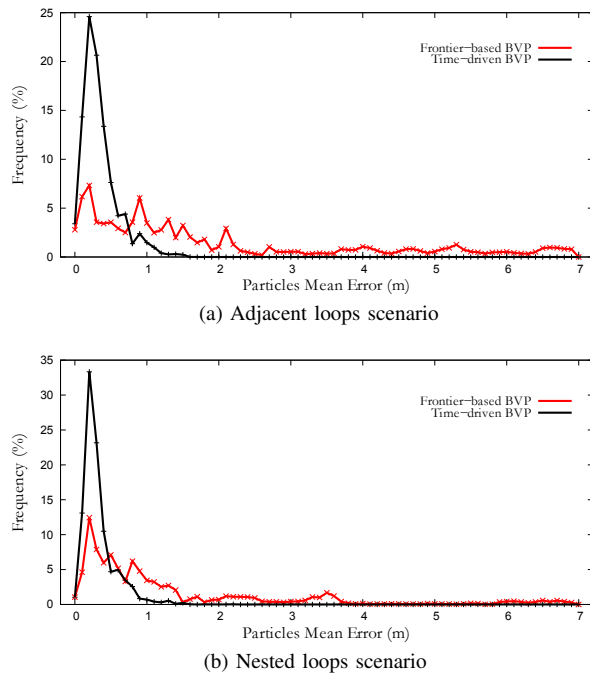 25
20
15
10
5
0
Frequency (%)
Frontier-based BVP
Time-driven BVP
0 1 2 3 4 5 6 7
Particles Mean Error (m)
(a) Adjacent loops scenario
35
30
25
20
15
10
5
0
Frequency (%)
Frontier-based BVP
Time-driven BVP
0 1 2 3 4 5 6 7
Particles Mean Error (m)
(b) Nested loops scenario